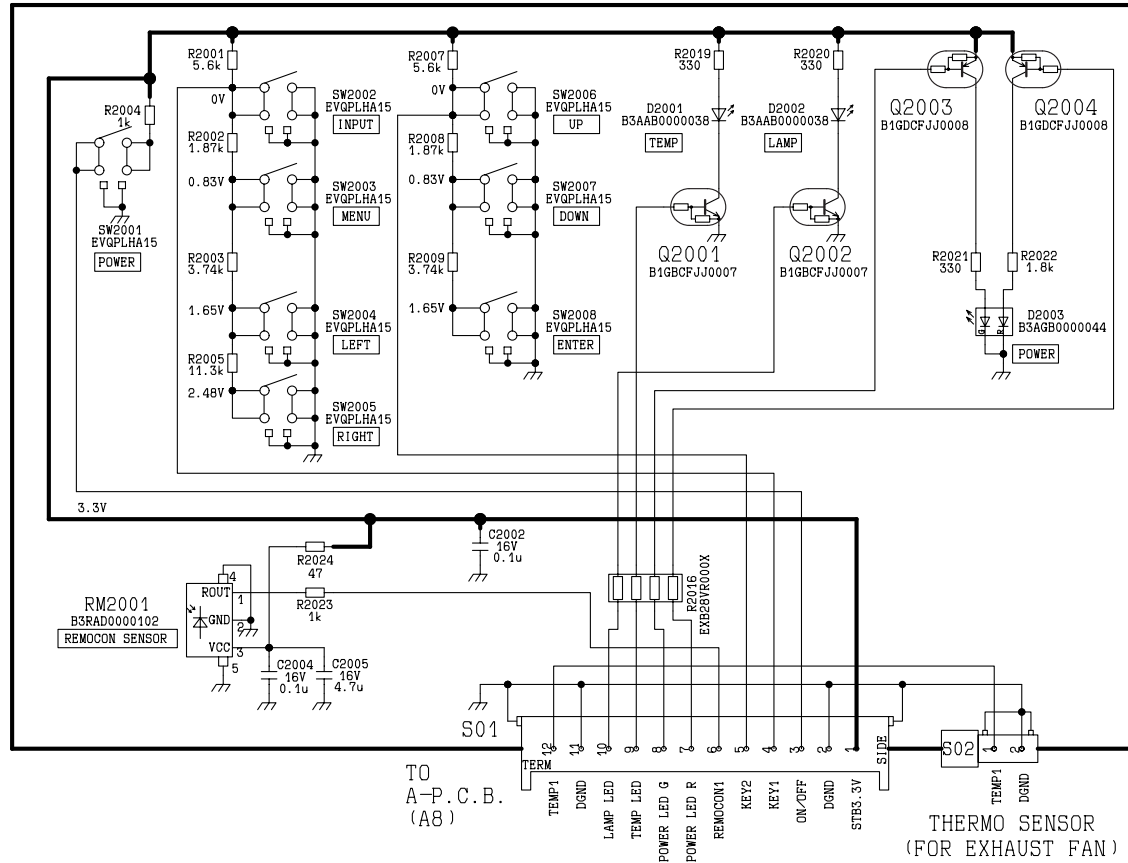 R2001
5.6k
R2007
5.6k
R2019
330
R2020
330
R2004
1k
0V
SW2002
EVQPLHA15
INPUT
0V
SW2006
EVQPLHA15
UP
D2001
B3AAB0000038
TEMP
D2002
B3AAB0000038
LAMP
Q2003
B1GDCFJJ0008
Q2004
B1GDCFJJ0008
R2002
1.87k
R2008
1.87k
0.83V
SW2003
EVQPLHA15
MENU
0.83V
SW2007
EVQPLHA15
DOWN
SW2001
EVQPLHA15
POWER
Q2001
B1GBCFJJ0007
Q2002
B1GBCFJJ0007
R2003
3.74k
R2009
3.74k
R2021
330
R2022
1.8k
1.65V
SW2004
EVQPLHA15
LEFT
1.65V
SW2008
EVQPLHA15
ENTER
G
R
D2003
B3AGB0000044
POWER
R2005
11.3k
2.48V
SW2005
EVQPLHA15
RIGHT
3.3V
C2002
16V
0.1u
R2024
47
R2023
1k
R2016
EXB28VR000X
RM2001
B3RAD0000102
REMOCON SENSOR
4
ROUT
1
GND
2
VCC
3
5
C2004
16V
0.1u
C2005
16V
4.7u
S01
TERM
12
11
10
9
8
7
6
5
4
3
2
1
SIDE
S02
1
2
TO
A-P.C.B.
(A8)
TEMP1
DGND
LAMP LED
TEMP LED
POWER LED G
POWER LED R
REMOCON1
KEY2
KEY1
ON/OFF
DGND
STB3.3V
TEMP1
DGND
THERMO SENSOR
(FOR EXHAUST FAN)